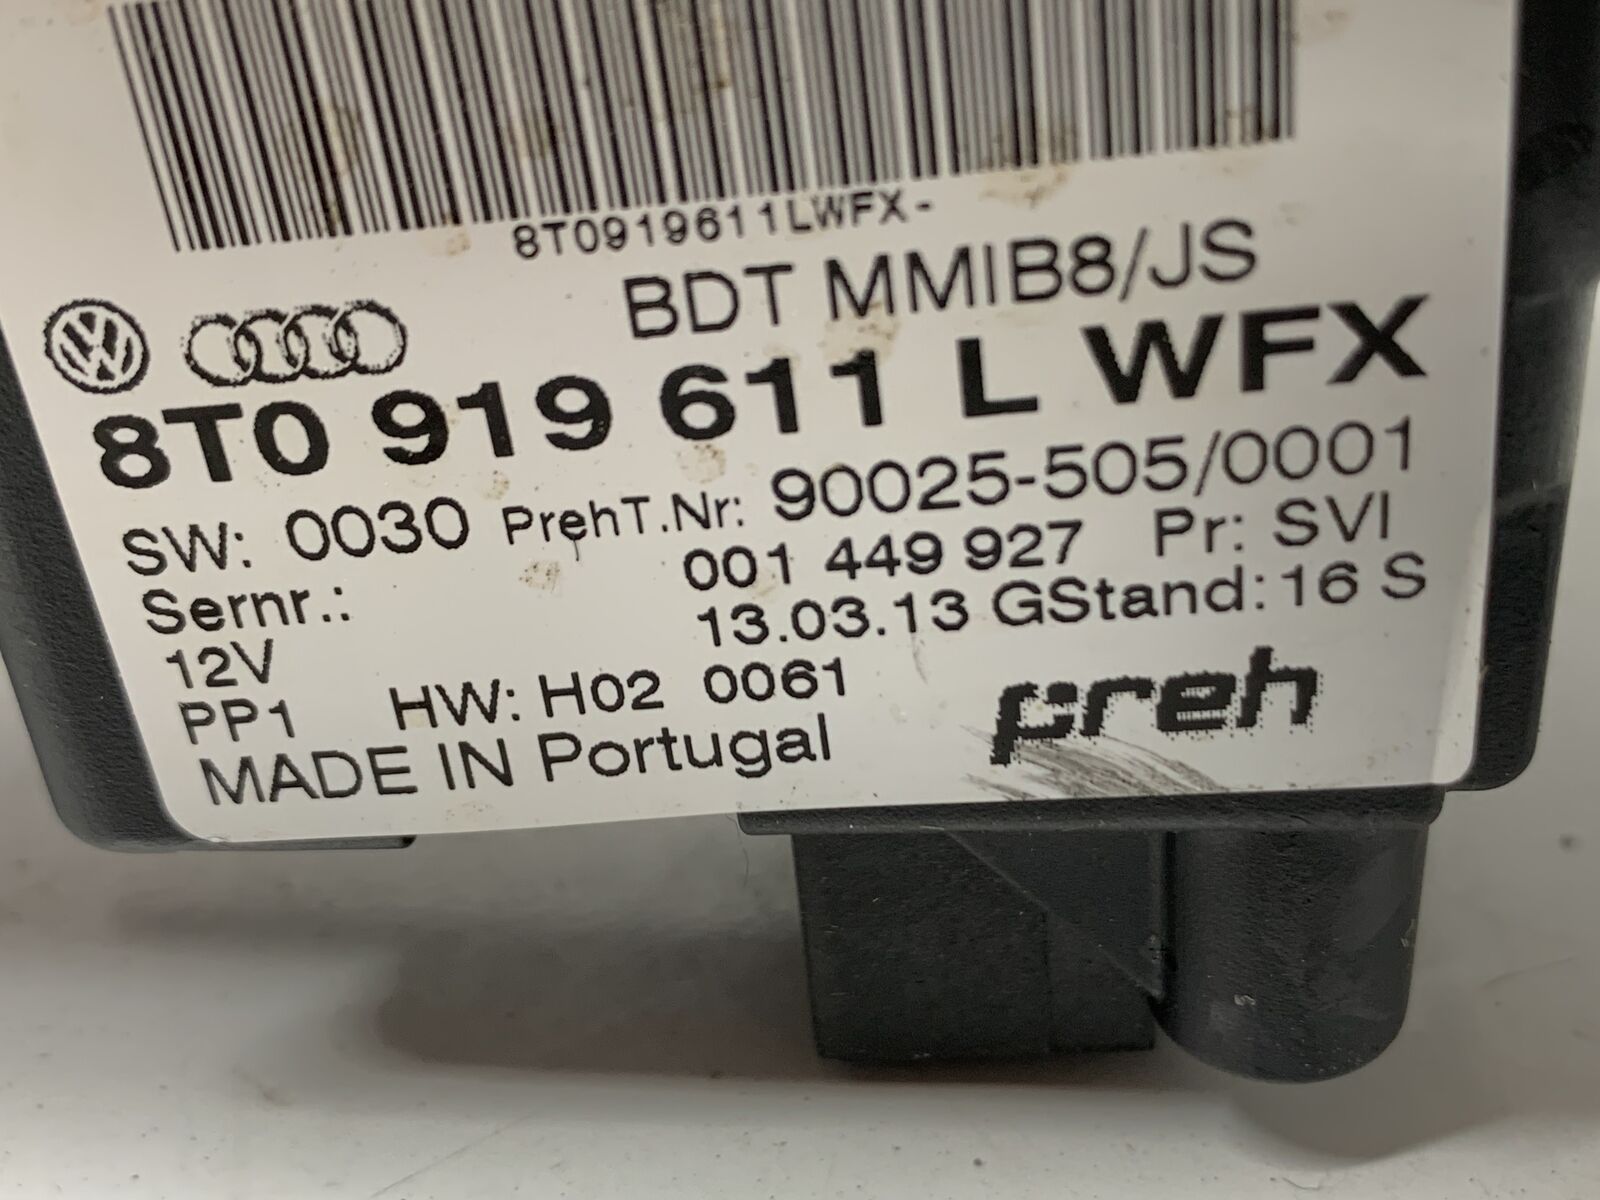 8T0919611LWFX-
BDT MMIB8/JS
8T0 919 611 L WFX
SW: 0030 PrehT.Nr: 90025-505/0001
Sernr.: 001 449 927 Pr: SVI
12V 13.03.13 GStand: 16 S
PP1 HW: H02 0061
MADE IN Portugal
preh